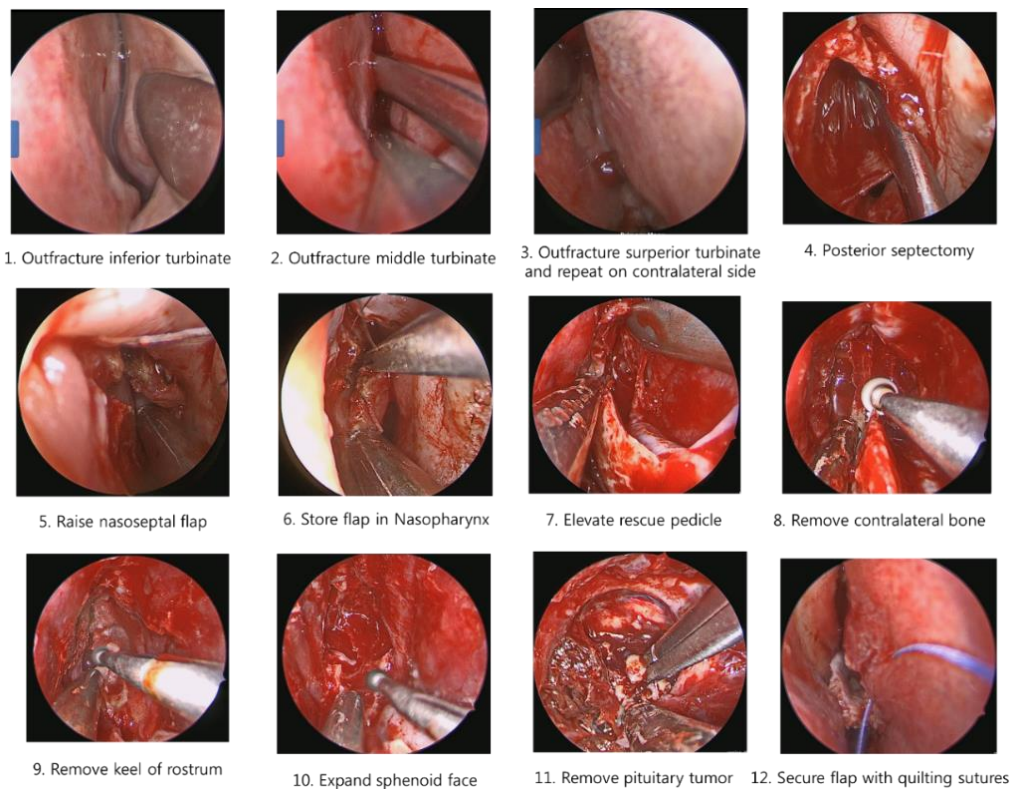 1. Outfracture inferior turbinate
2. Outfracture middle turbinate
3. Outfracture surperior turbinate
and repeat on contralateral side
4. Posterior septectomy
5. Raise nasoseptal flap
6. Store flap in Nasopharynx
7. Elevate rescue pedicle
8. Remove contralateral bone
9. Remove keel of rostrum
10. Expand sphenoid face
11. Remove pituitary tumor
12. Secure flap with quilting sutures